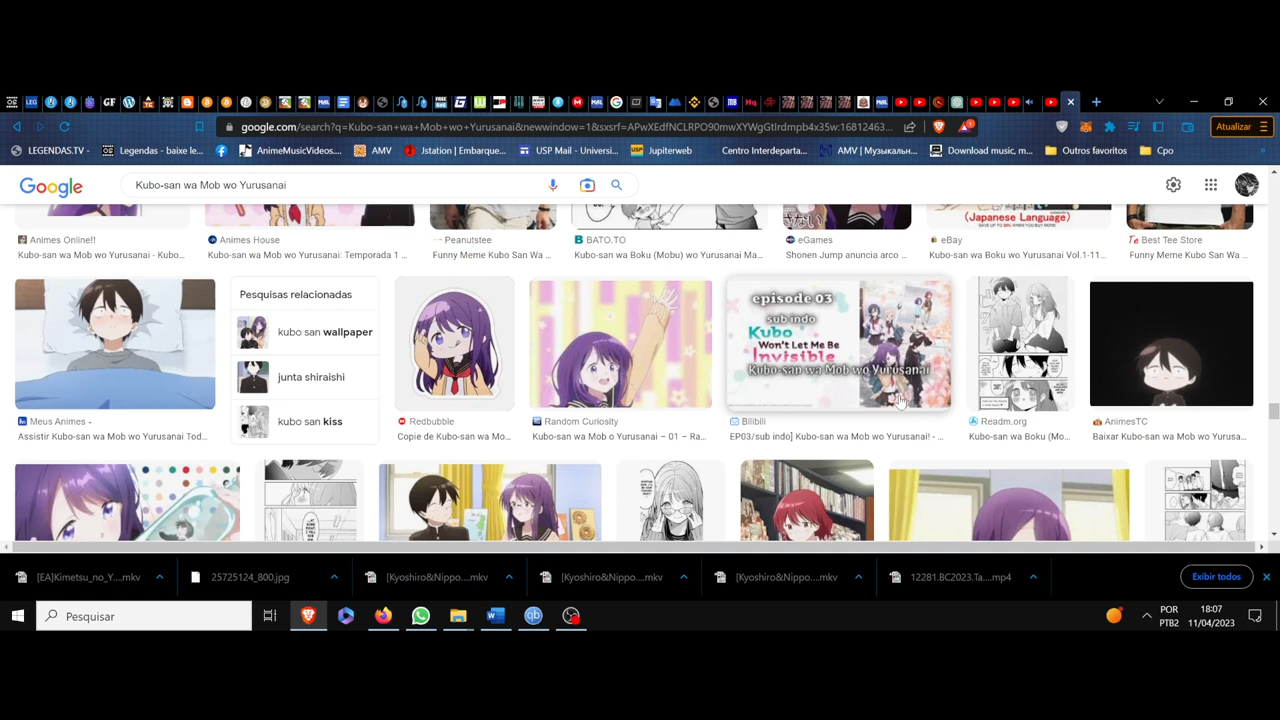 LEG
GF
MAL
MAL
MAL
google.com/search?q=Kubo-san+wa+Mob+wo+Yurusanai&newwindow=1&sxsrf=APwXEdfNCLRPO90mwXYWgGtIrdmpb4x35w:16812463...
Atualizar
LEGENDAS.TV -
Legendas - baixe le...
AnimeMusicVideos....
AMV
Jstation | Embarque...
USP Mail - Universi...
Jupiterweb
Centro Interdeparta...
AMV | Музыкальн...
Download music, m...
Outros favoritos
Cpo
Google
Kubo-san wa Mob wo Yurusanai
(Japanese Language)
Animes Online!!
Animes House
Peanutstee
BATO.TO
eGames
eBay
Best Tee Store
Kubo-san wa Mob wo Yurusanai - Kubo...
Kubo-san wa Mob wo Yurusanai: Temporada 1 ...
Funny Meme Kubo San Wa ...
Kubo-san wa Boku (Mobu) wo Yurusanai Ma...
Shonen Jump anuncia arco ...
Kubo-san wa Boku wo Yurusanai Vol.1-11...
Funny Meme Kubo San Wa ...
Pesquisas relacionadas
kubo san wallpaper
junta shiraishi
kubo san kiss
episode 03
sub indo
Kubo
Won't Let Me Be
Invisible
Kubo-san wa Mob wo Yurusanai
Meus Animes -
Redbubble
Random Curiosity
Bilibili
Readm.org
AnimesTC
Assistir Kubo-san wa Mob wo Yurusanai Tod...
Copie de Kubo-san wa Mo...
Kubo-san wa Mob o Yurusanai – 01 – Ra...
EP03/sub indo] Kubo-san wa Mob wo Yurusanai! - ...
Kubo-san wa Boku (Mo...
Baixar Kubo-san wa Mob wo Yurusa...
[EA]Kimetsu_no_Y....mkv
25725124_800.jpg
[Kyoshiro&Nippo....mkv
[Kyoshiro&Nippo....mkv
[Kyoshiro&Nippo....mkv
12281.BC2023.Ta....mp4
Exibir todos
Pesquisar
POR
PTB2
18:07
11/04/2023